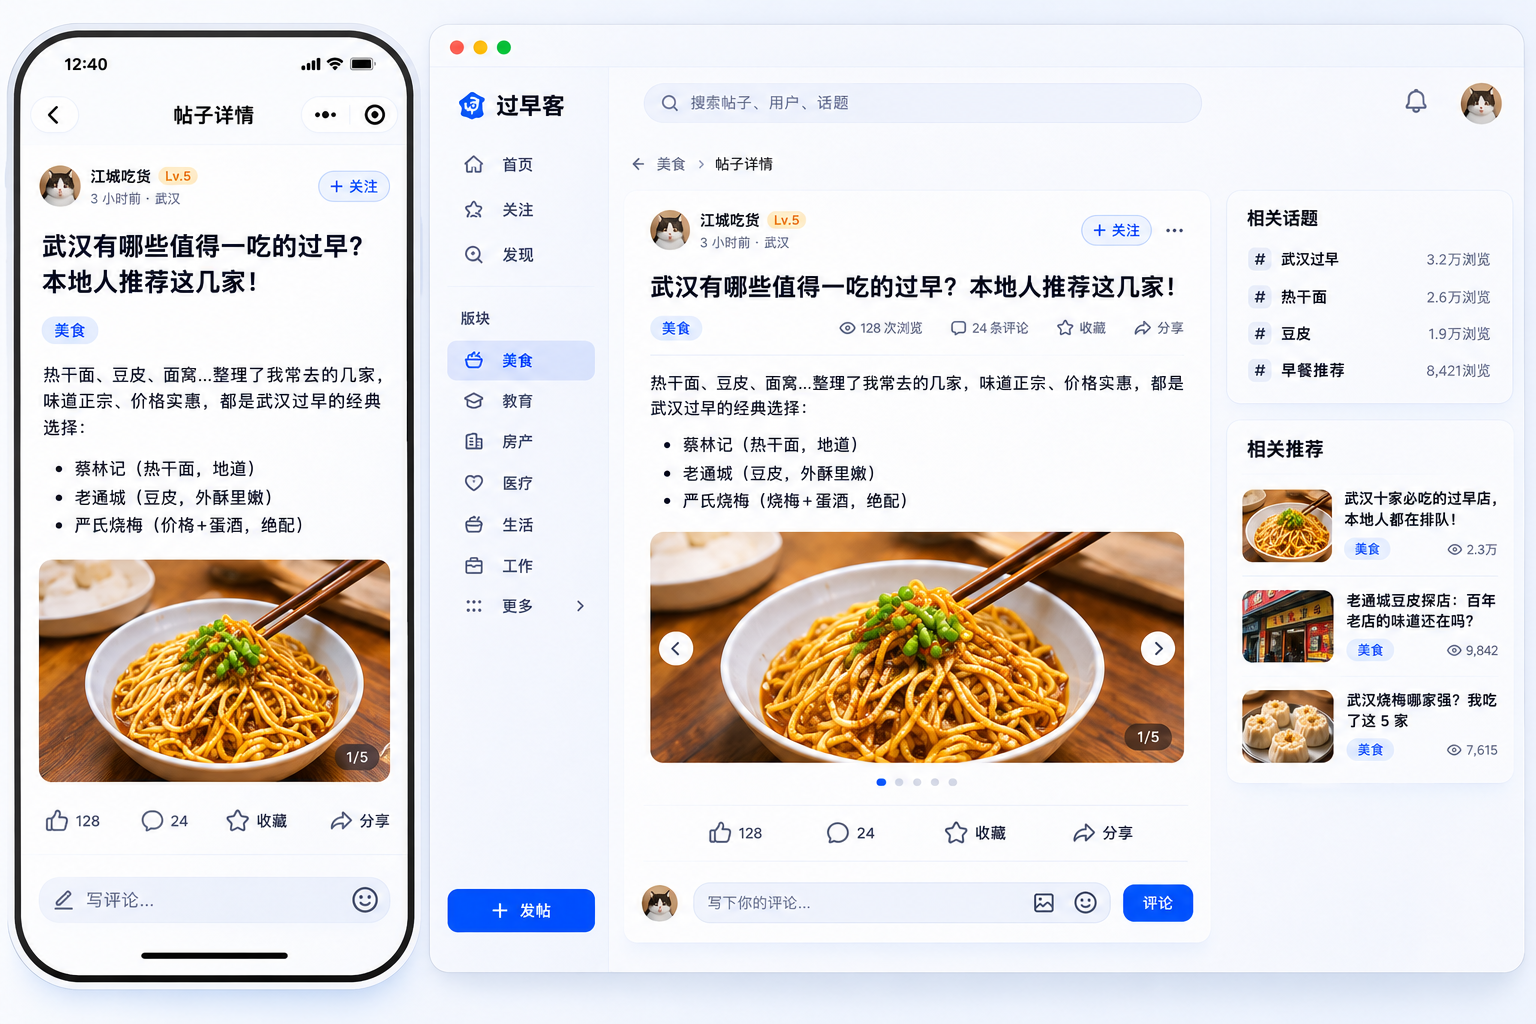 12:40
帖子详情
江城吃货 Lv.5
3 小时前 · 武汉
+ 关注
武汉有哪些值得一吃的过早？
本地人推荐这几家！
美食
热干面、豆皮、面窝...整理了我常去的几家，
味道正宗、价格实惠，都是武汉过早的经典
选择：
• 蔡林记（热干面，地道）
• 老通城（豆皮，外酥里嫩）
• 严氏烧梅（价格+蛋酒，绝配）
1/5
128 24 收藏 分享
写评论...
过早客
首页
关注
发现
版块
美食
教育
房产
医疗
生活
工作
更多
+ 发帖
搜索帖子、用户、话题
美食 > 帖子详情
江城吃货 Lv.5
3 小时前 · 武汉
+ 关注
武汉有哪些值得一吃的过早？本地人推荐这几家！
美食
128 次浏览 24 条评论 收藏 分享
热干面、豆皮、面窝...整理了我常去的几家，味道正宗、价格实惠，都是
武汉过早的经典选择：
• 蔡林记（热干面，地道）
• 老通城（豆皮，外酥里嫩）
• 严氏烧梅（烧梅+蛋酒，绝配）
1/5
128 24 收藏 分享
写下你的评论...
评论
相关话题
# 武汉过早 3.2万浏览
# 热干面 2.6万浏览
# 豆皮 1.9万浏览
# 早餐推荐 8,421浏览
相关推荐
武汉十家必吃的过早店，
本地人都在排队！
美食 2.3万
老通城豆皮探店：百年
老店的味道还在吗？
美食 9,842
武汉烧梅哪家强？我吃
了这 5 家
美食 7,615